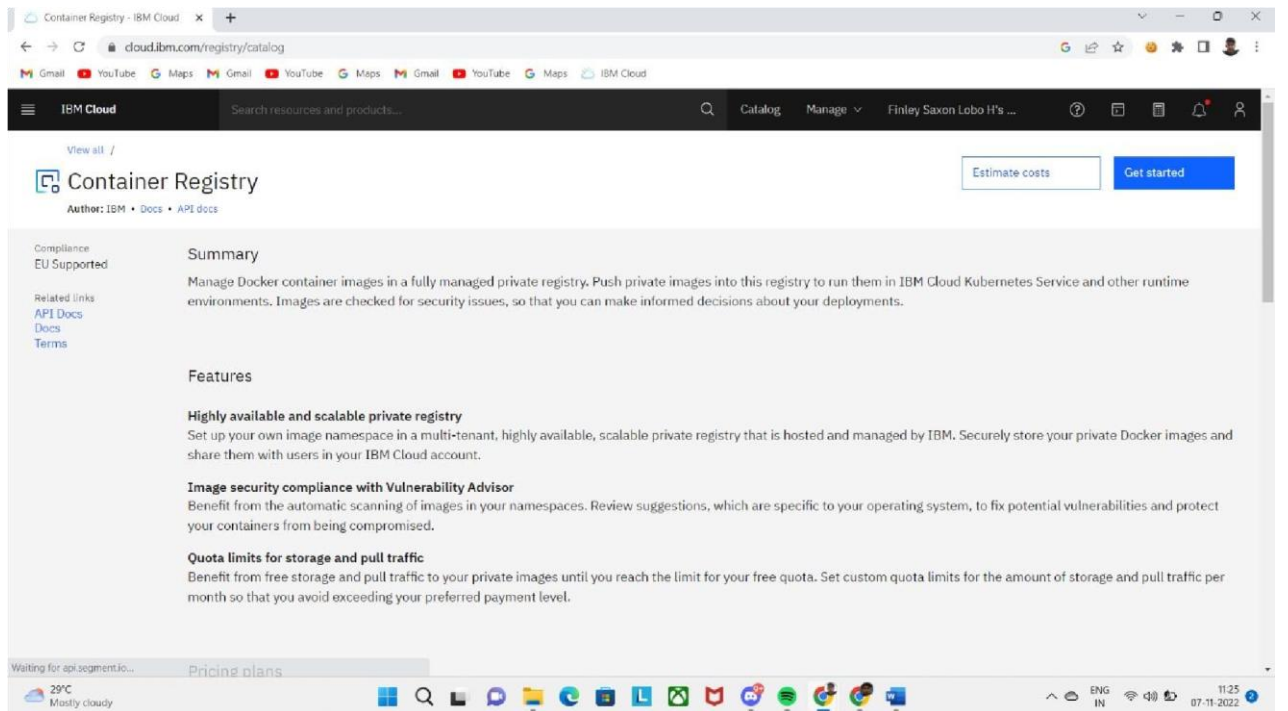 Container Registry - IBM Cloud
cloud.ibm.com/registry/catalog
Gmail YouTube Maps Gmail YouTube Maps Gmail YouTube Maps IBM Cloud
IBM Cloud Search resources and products... Catalog Manage Finley Saxon Lobo H's ...
View all /
Container Registry
Author: IBM • Docs • API docs
Estimate costs
Get started
Compliance
EU Supported
Related links
API Docs
Docs
Terms
Summary
Manage Docker container images in a fully managed private registry. Push private images into this registry to run them in IBM Cloud Kubernetes Service and other runtime
environments. Images are checked for security issues, so that you can make informed decisions about your deployments.
Features
Highly available and scalable private registry
Set up your own image namespace in a multi-tenant, highly available, scalable private registry that is hosted and managed by IBM. Securely store your private Docker images and
share them with users in your IBM Cloud account.
Image security compliance with Vulnerability Advisor
Benefit from the automatic scanning of images in your namespaces. Review suggestions, which are specific to your operating system, to fix potential vulnerabilities and protect
your containers from being compromised.
Quota limits for storage and pull traffic
Benefit from free storage and pull traffic to your private images until you reach the limit for your free quota. Set custom quota limits for the amount of storage and pull traffic per
month so that you avoid exceeding your preferred payment level.
Pricing plans
Waiting for api.segment.io...
29°C
Mostly cloudy
ENG
IN
11:25
07-11-2022
2